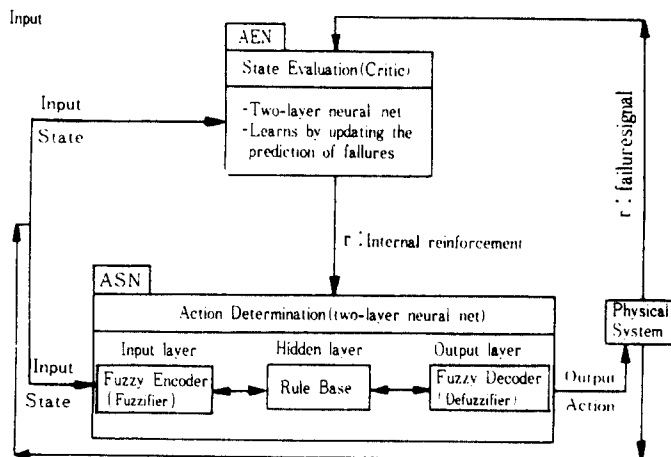 Input
AEN
State Evaluation(Critic)
-Two-layer neural net
-Learns by updating the
prediction of failures
Input
State
r : failuresignal
r : Internal reinforcement
ASN
Action Determination(two-layer neural net)
Input layer
Hidden layer
Output layer
Fuzzy Encoder
(Fuzzifier)
Rule Base
Fuzzy Decoder
(Defuzzifier)
Input
State
Output
Action
Physical
System